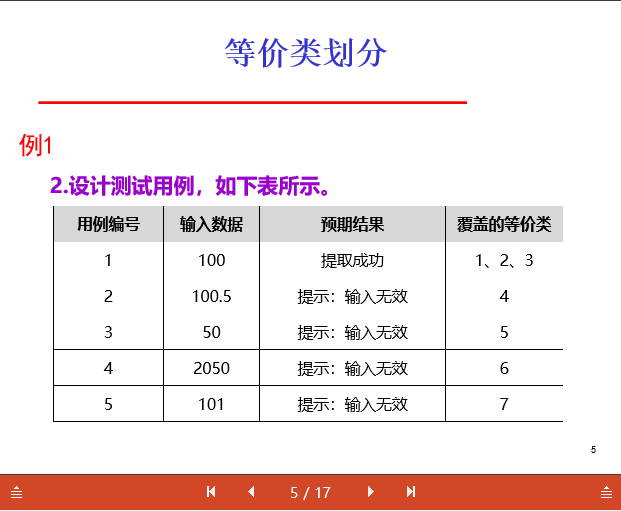 等价类划分
例1
2.设计测试用例，如下表所示。
用例编号 输入数据 预期结果 覆盖的等价类
1 100 提取成功 1、2、3
2 100.5 提示：输入无效 4
3 50 提示：输入无效 5
4 2050 提示：输入无效 6
5 101 提示：输入无效 7
5
5 / 17